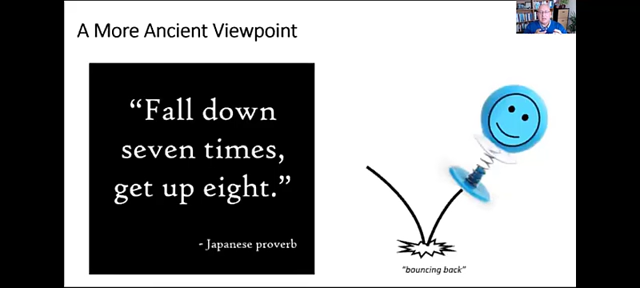 A More Ancient Viewpoint
“Fall down
seven times,
get up eight.”
- Japanese proverb
"bouncing back"